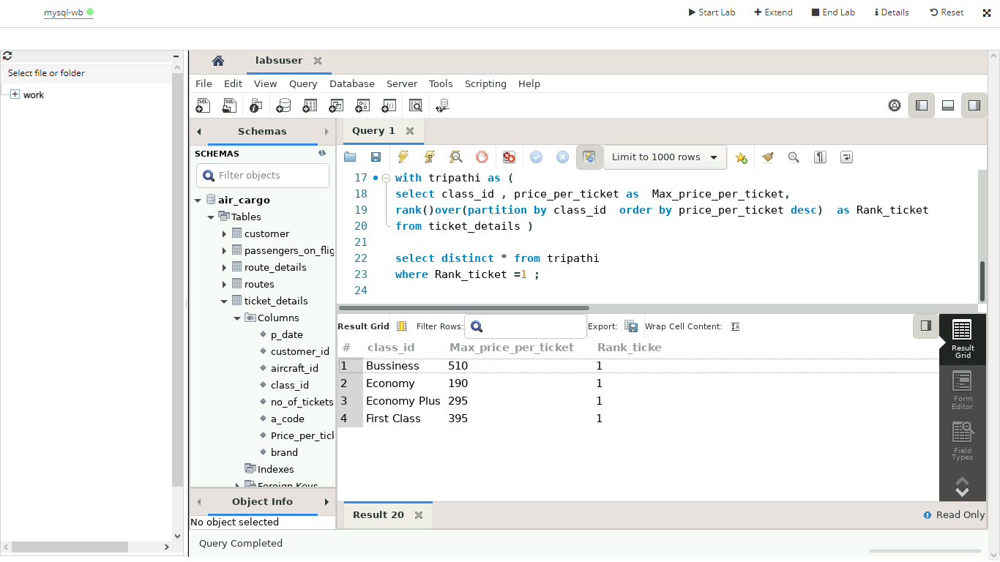 mysql-wb
Start Lab
Extend
End Lab
Details
Reset
Select file or folder
work
labsuser
File Edit View Query Database Server Tools Scripting Help
Schemas
SCHEMAS
Filter objects
air_cargo
Tables
customer
passengers_on_flig
route_details
routes
ticket_details
Columns
p_date
customer_id
aircraft_id
class_id
no_of_tickets
a_code
Price_per_tick
brand
Indexes
Foreign Keys
Object Info
No object selected
Query 1
Limit to 1000 rows
17 with tripathi as (
18 select class_id , price_per_ticket as  Max_price_per_ticket,
19 rank()over(partition by class_id  order by price_per_ticket desc)  as Rank_ticket
20 from ticket_details )
21
22 select distinct * from tripathi
23 where Rank_ticket =1 ;
24
Result Grid Filter Rows: Export: Wrap Cell Content:
# class_id Max_price_per_ticket Rank_ticke
1 Bussiness 510 1
2 Economy 190 1
3 Economy Plus 295 1
4 First Class 395 1
Result
Grid
Form
Editor
Field
Types
Result 20
Read Only
Query Completed